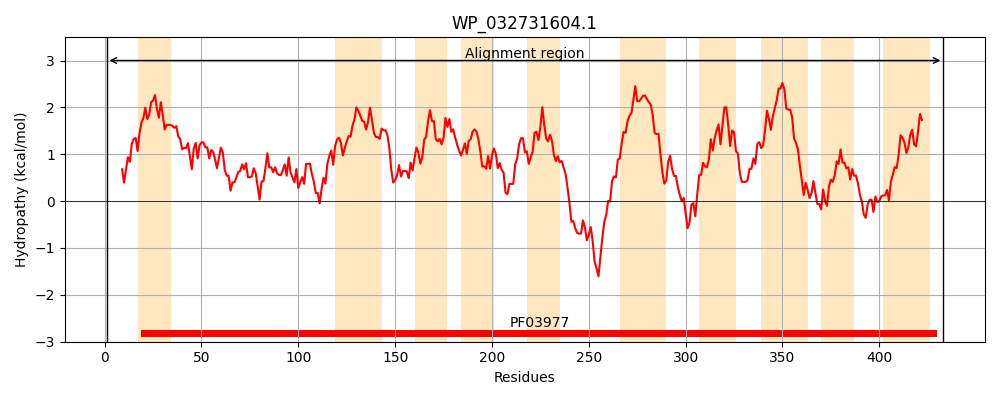 WP_032731604.1
Alignment region
3
2
1
0
−1
−2
−3
Hydropathy (kcal/mol)
PF03977
0 50 100 150 200 250 300 350 400
Residues